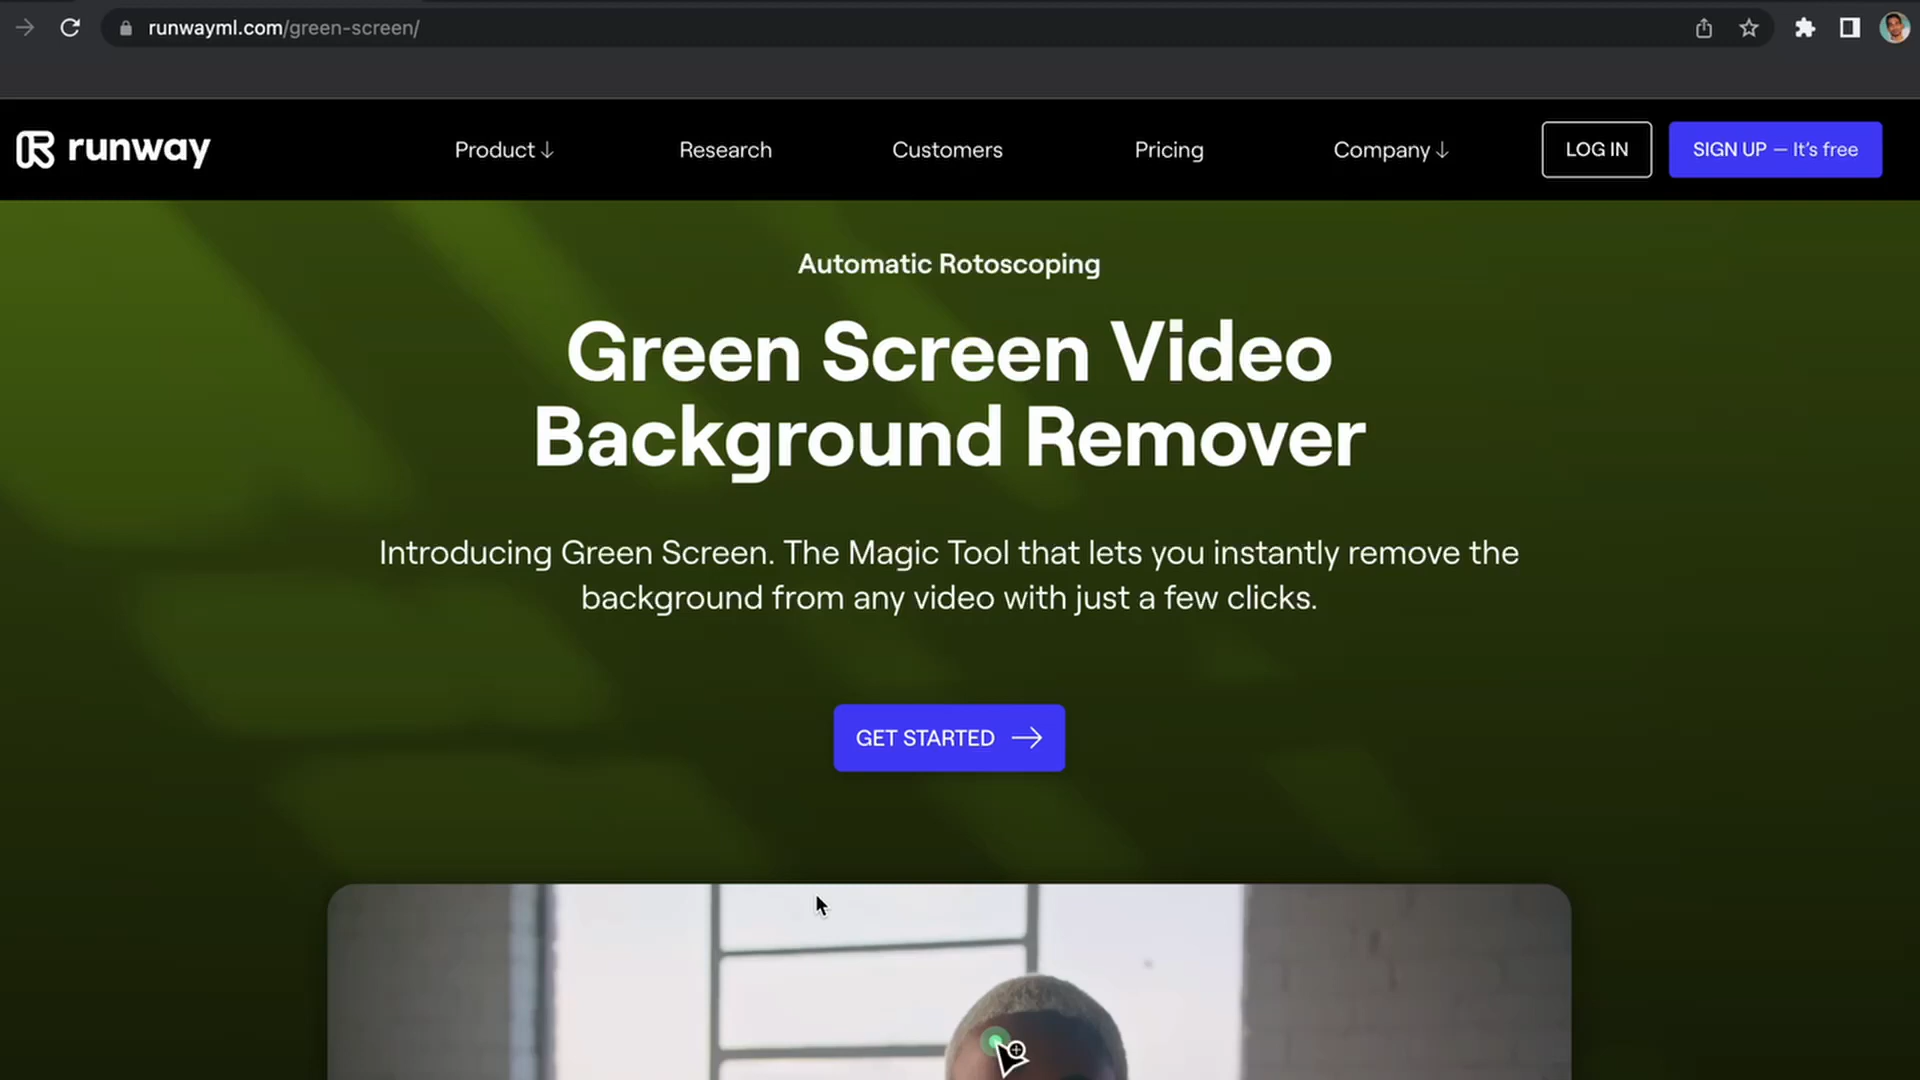 runwayml.com/green-screen/
runway
Product ↓
Research
Customers
Pricing
Company ↓
LOG IN
SIGN UP — It's free
Automatic Rotoscoping
Green Screen Video
Background Remover
Introducing Green Screen. The Magic Tool that lets you instantly remove the
background from any video with just a few clicks.
GET STARTED →